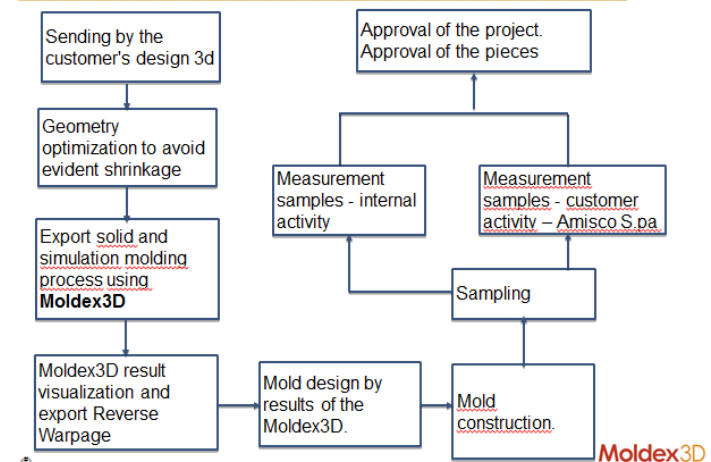 Sending by the
customer's design 3d
Geometry
optimization to avoid
evident shrinkage
Export solid and
simulation molding
process using
Moldex3D
Moldex3D result
visualization and
export Reverse
Warpage
Mold design by
results of the
Moldex3D.
Mold
construction.
Sampling
Measurement
samples - internal
activity
Measurement
samples - customer
activity – Amisco S.pa
Approval of the project.
Approval of the pieces
Moldex3D